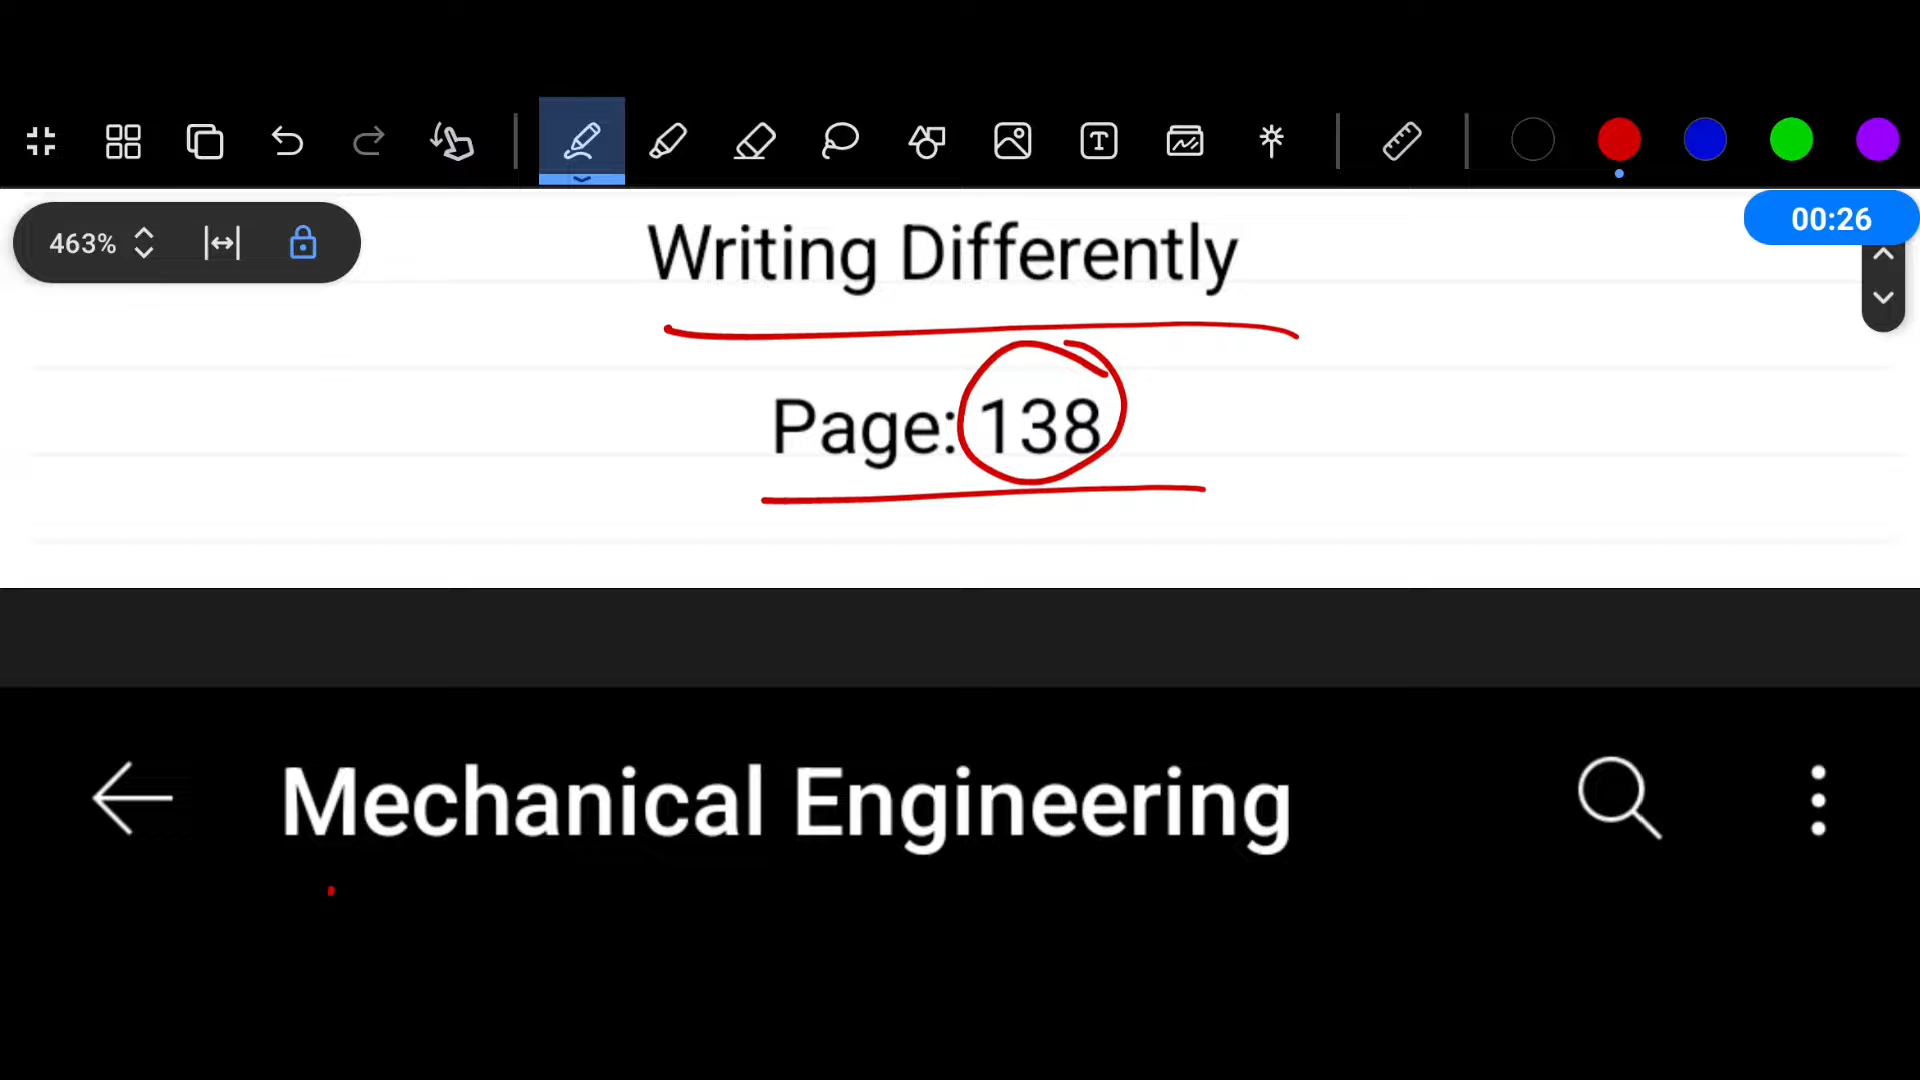 463%
00:26
Writing Differently
Page: 138
Mechanical Engineering